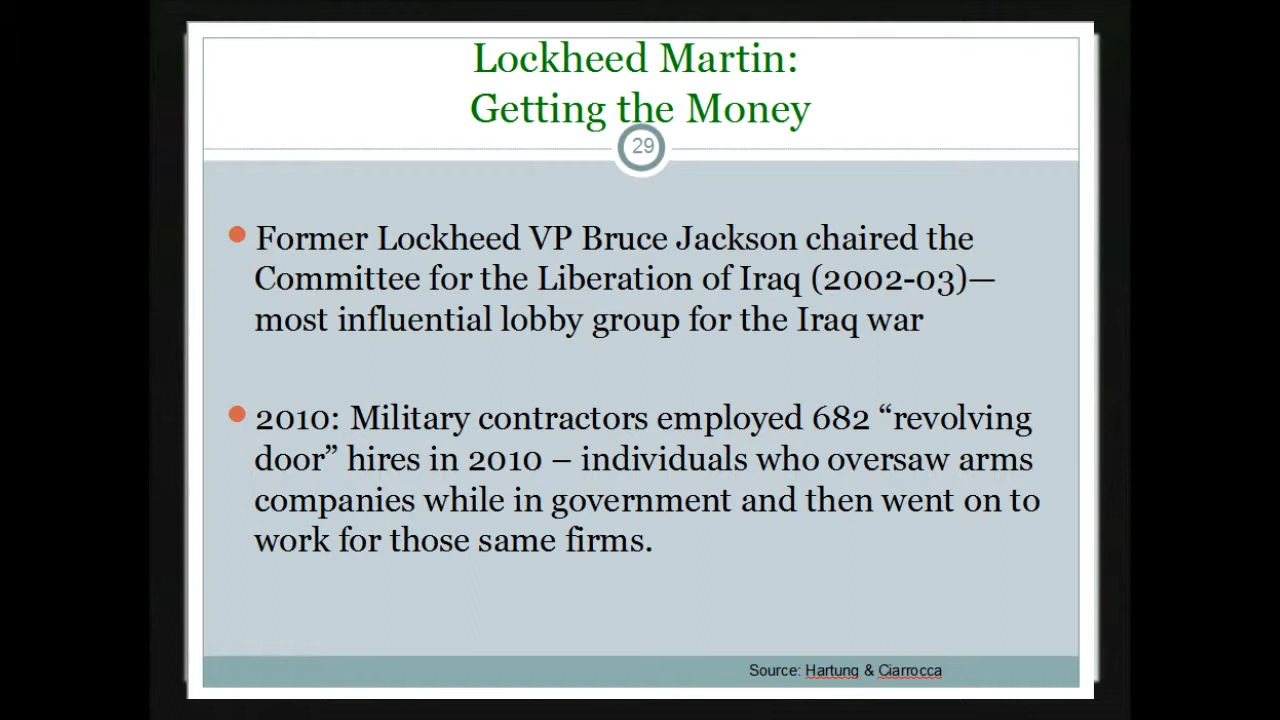 Lockheed Martin:
Getting the Money
29
Former Lockheed VP Bruce Jackson chaired the
Committee for the Liberation of Iraq (2002-03)—
most influential lobby group for the Iraq war
2010: Military contractors employed 682 “revolving
door” hires in 2010 – individuals who oversaw arms
companies while in government and then went on to
work for those same firms.
Source: Hartung & Ciarrocca